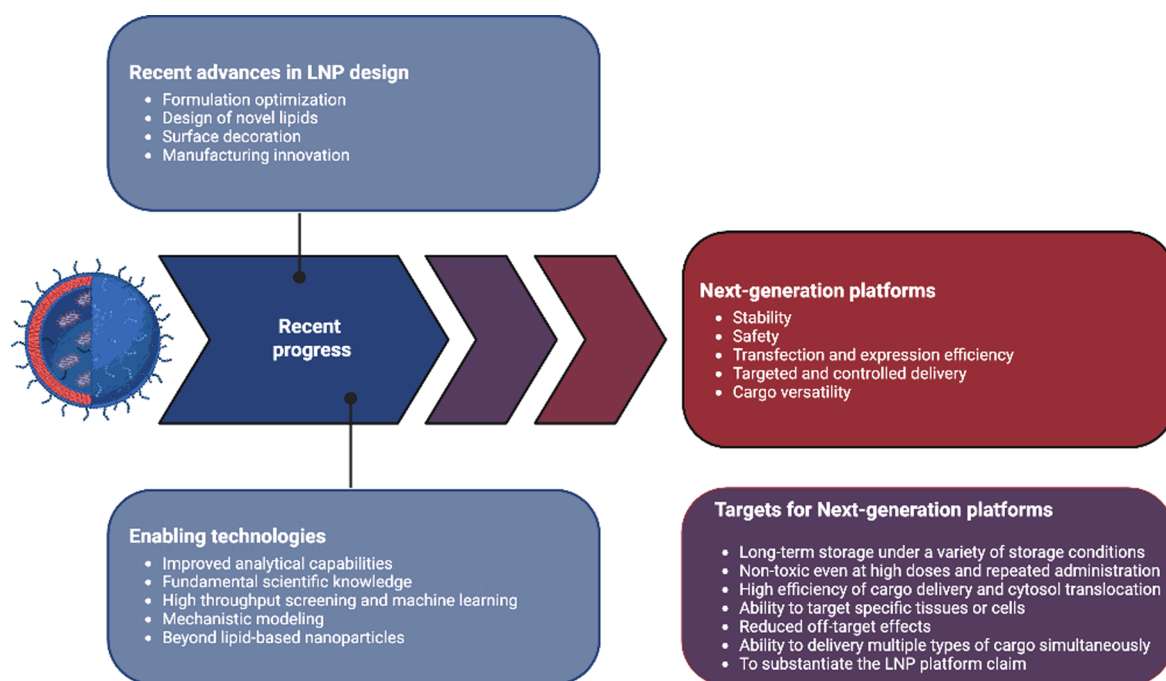 Recent advances in LNP design
• Formulation optimization
• Design of novel lipids
• Surface decoration
• Manufacturing innovation
Recent
progress
Next-generation platforms
• Stability
• Safety
• Transfection and expression efficiency
• Targeted and controlled delivery
• Cargo versatility
Enabling technologies
• Improved analytical capabilities
• Fundamental scientific knowledge
• High throughput screening and machine learning
• Mechanistic modeling
• Beyond lipid-based nanoparticles
Targets for Next-generation platforms
• Long-term storage under a variety of storage conditions
• Non-toxic even at high doses and repeated administration
• High efficiency of cargo delivery and cytosol translocation
• Ability to target specific tissues or cells
• Reduced off-target effects
• Ability to delivery multiple types of cargo simultaneously
• To substantiate the LNP platform claim